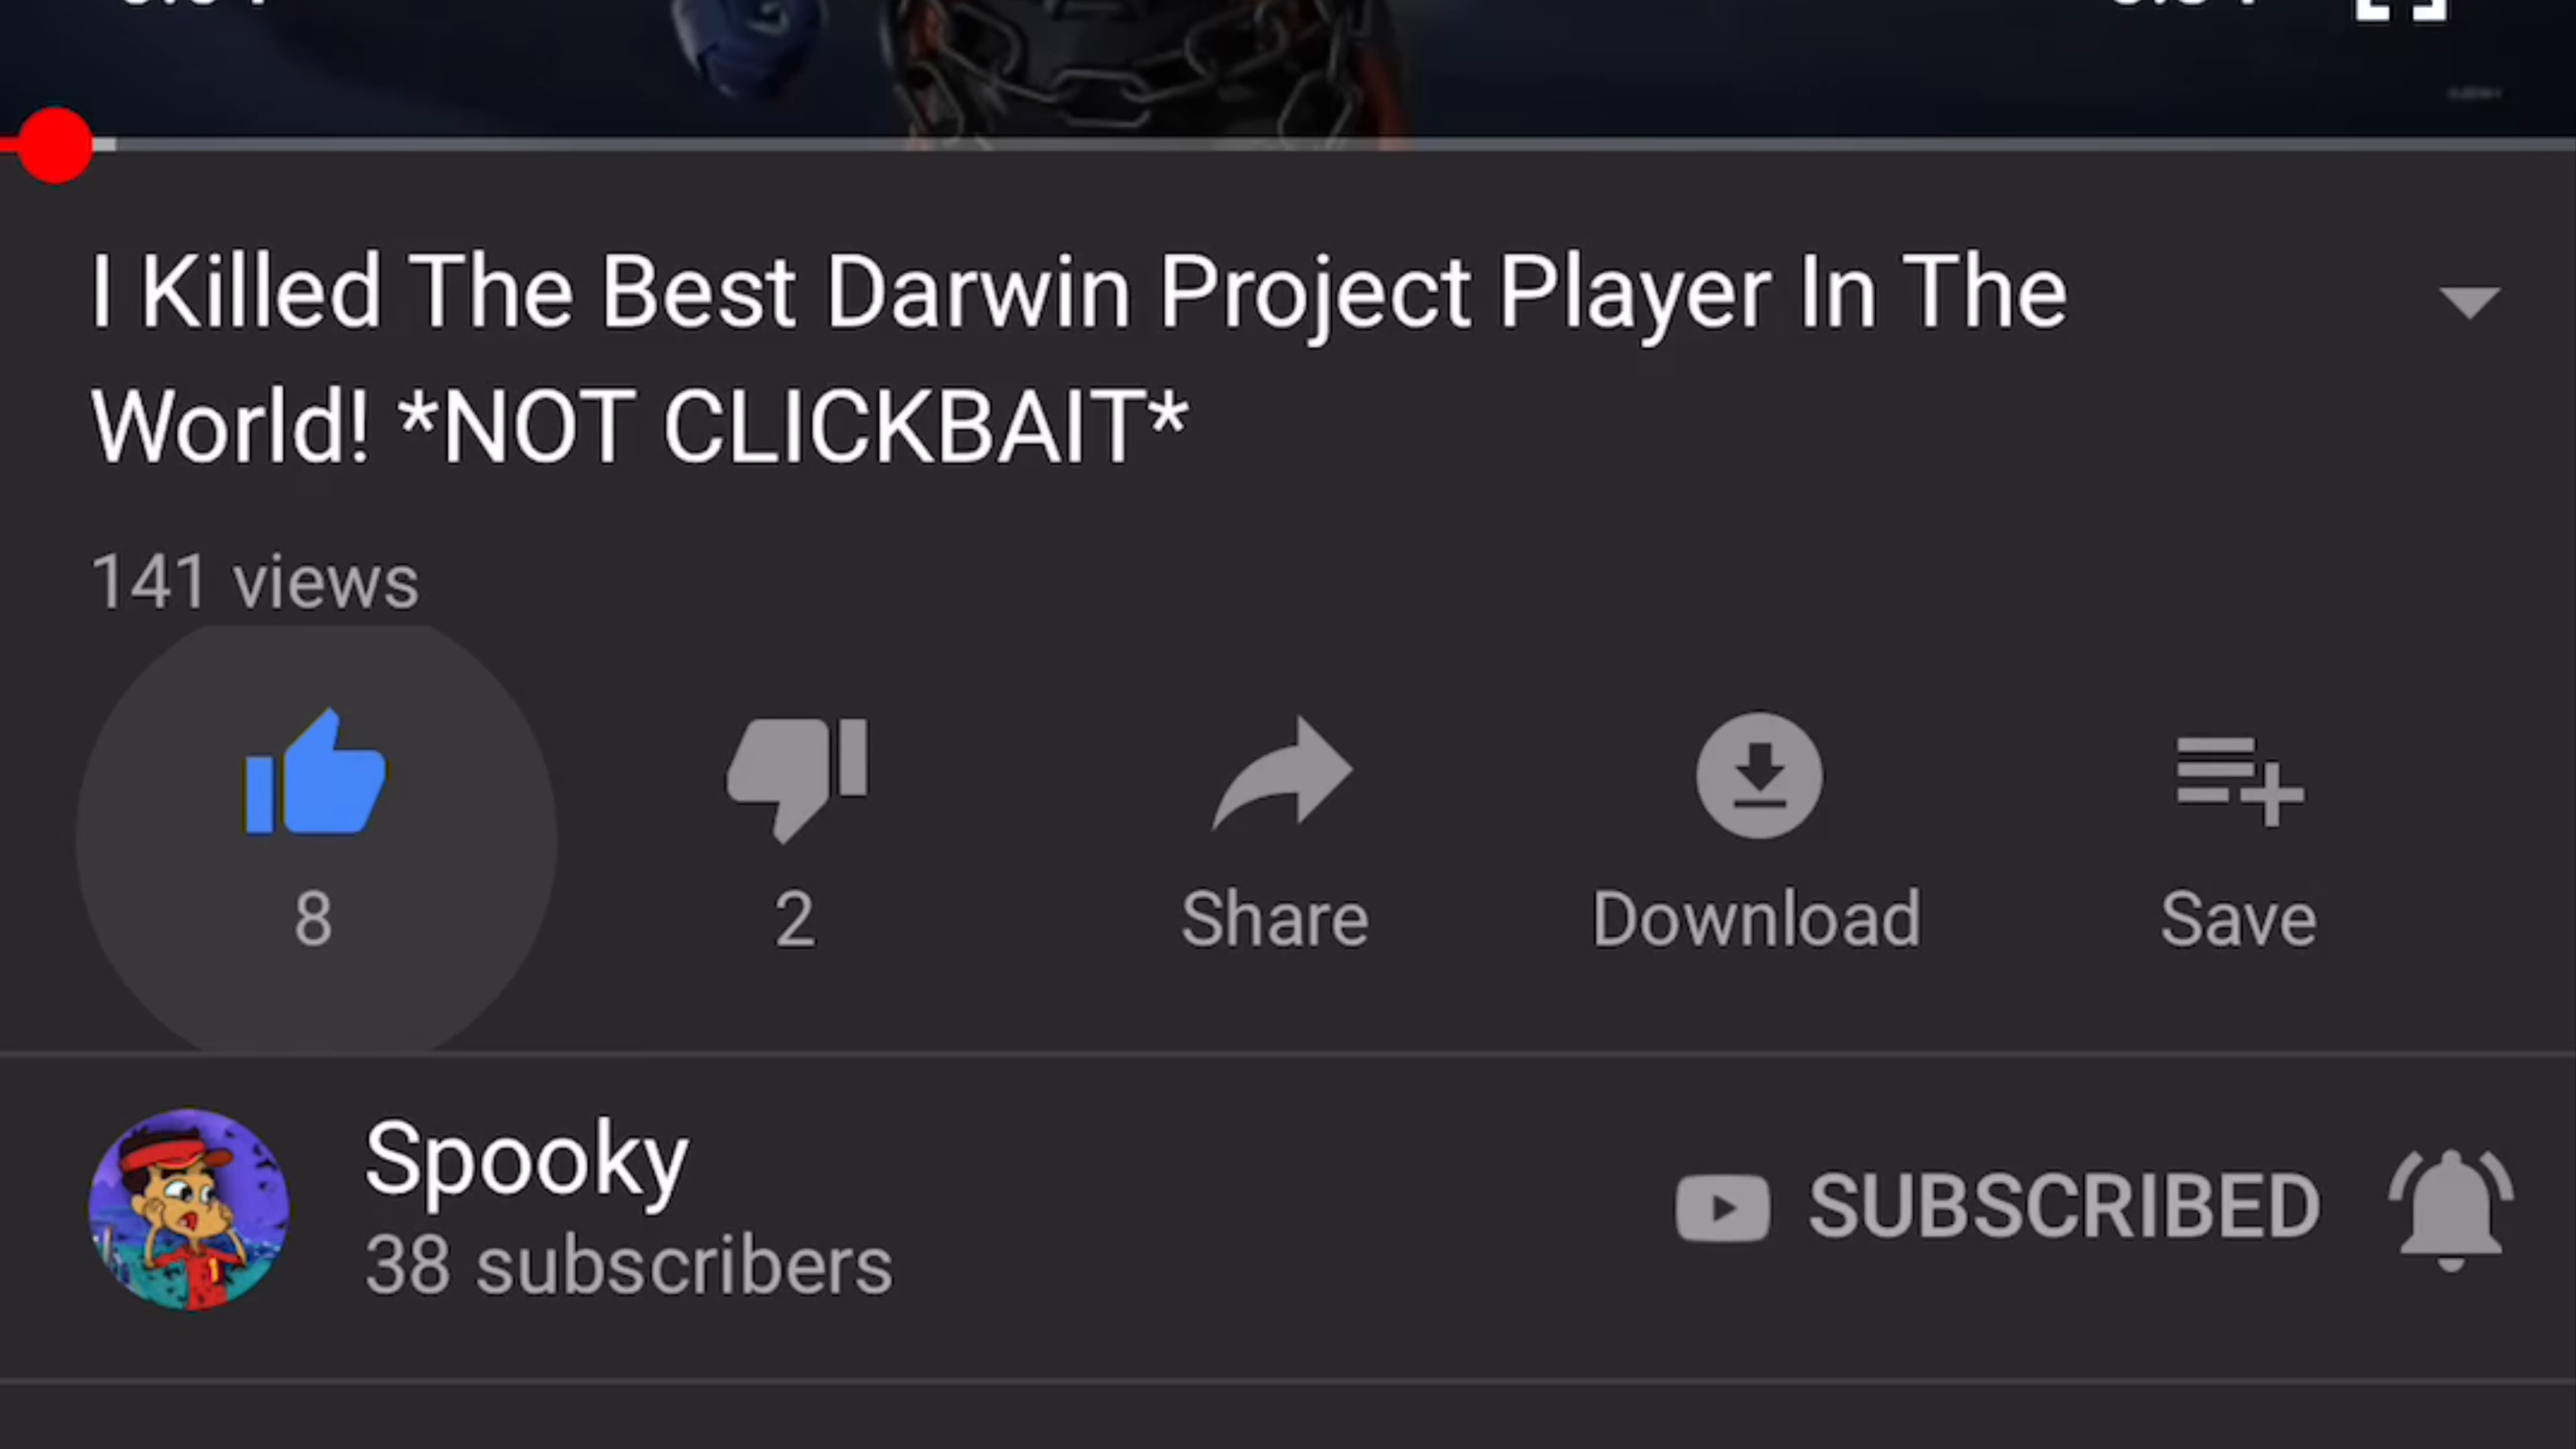 I Killed The Best Darwin Project Player In The
World! *NOT CLICKBAIT*
141 views
8
2
Share
Download
Save
Spooky
38 subscribers
SUBSCRIBED